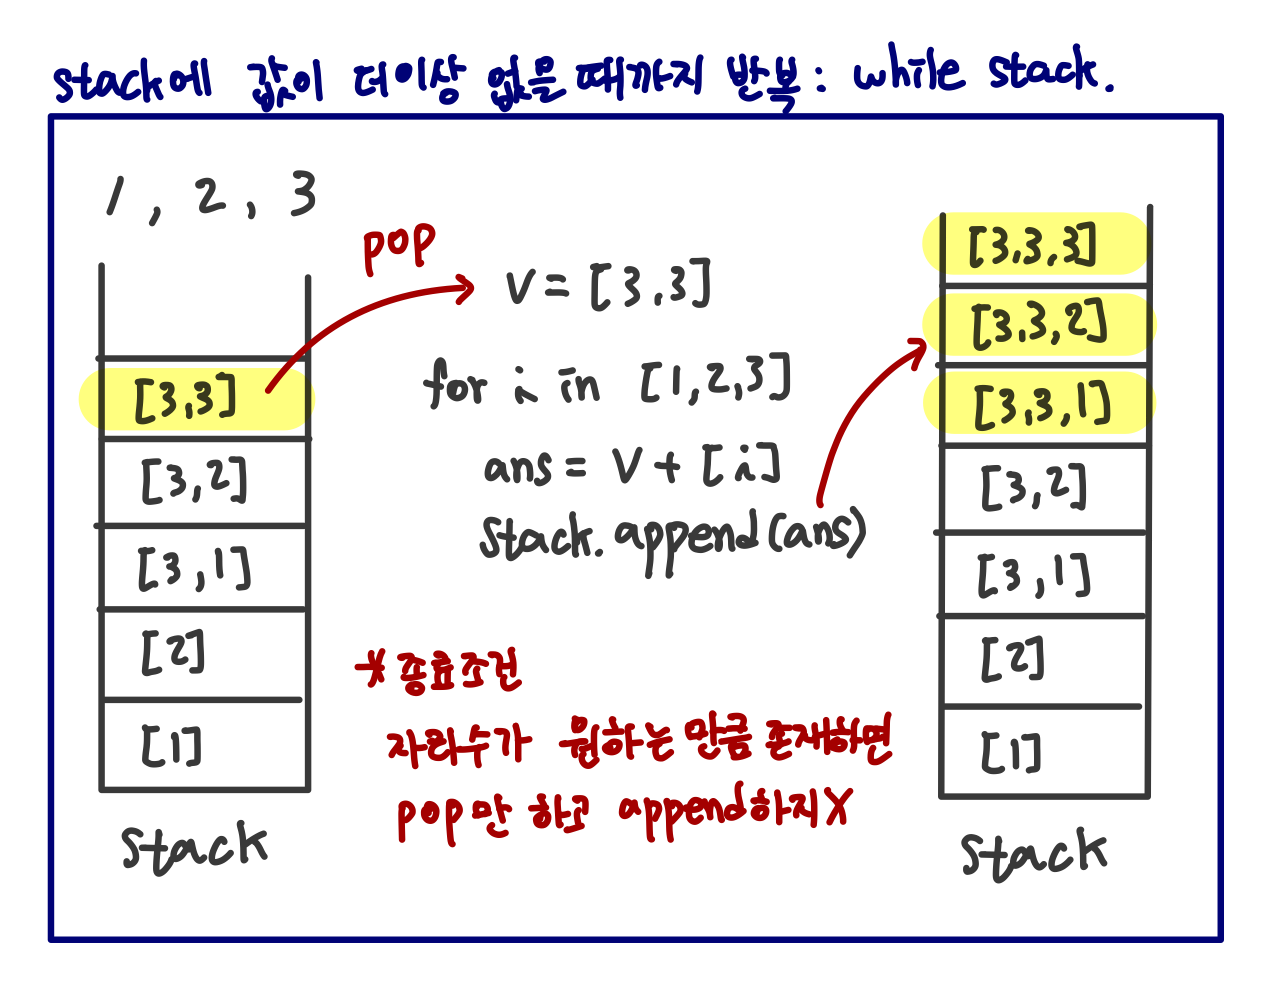 stack에 값이 더이상 없을 때까지 반복 : while stack.
1 , 2 , 3
pop
[3,3]
[3,2]
[3,1]
[2]
[1]
stack
v = [3,3]
for i in [1,2,3]
ans = v + [i]
stack.append(ans)
* 종료조건
자리수가 원하는 만큼 존재하면
pop만 하고 append하지X
[3,3,3]
[3,3,2]
[3,3,1]
[3,2]
[3,1]
[2]
[1]
stack